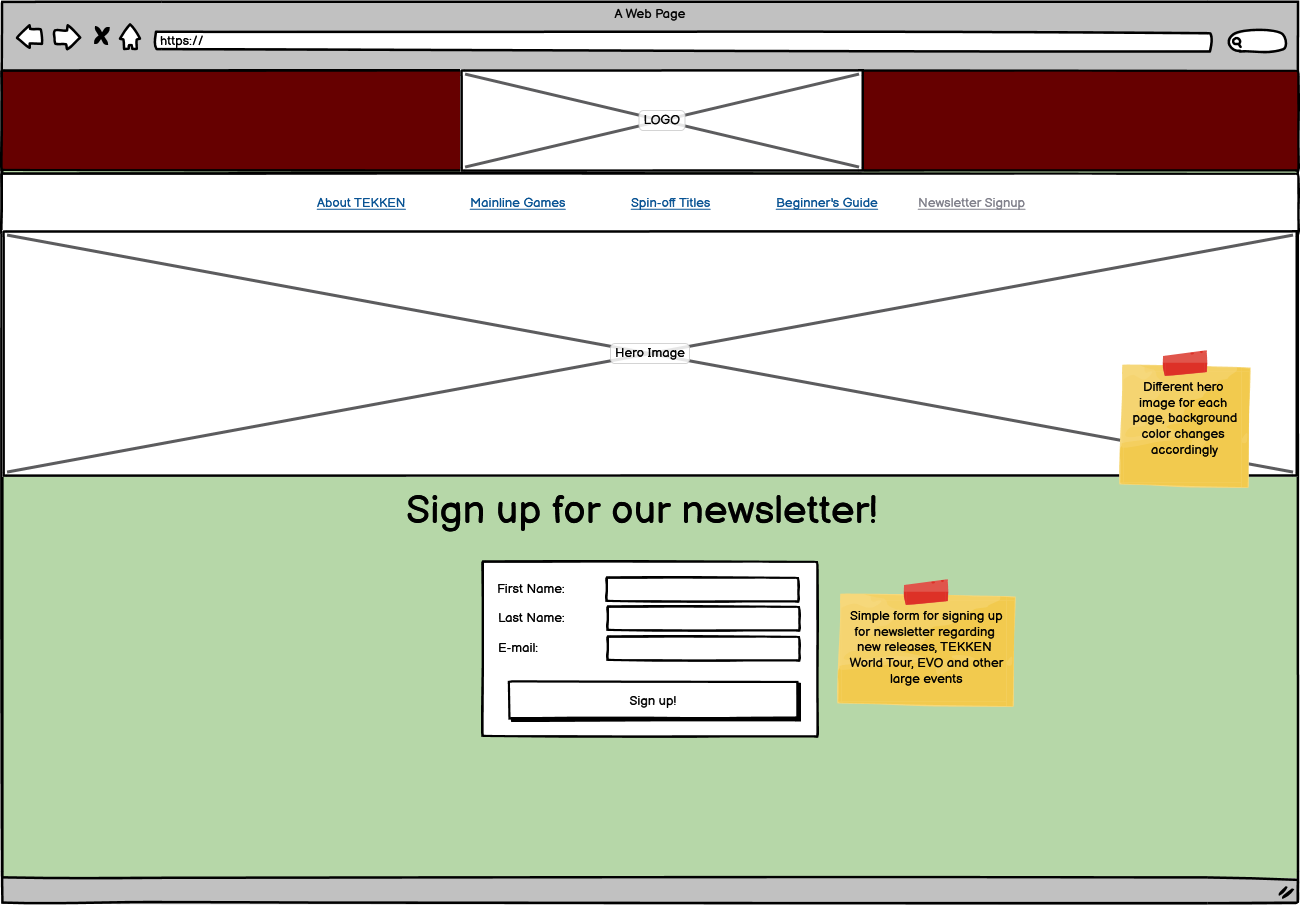 A Web Page
https://
LOGO
About TEKKEN
Mainline Games
Spin-off Titles
Beginner's Guide
Newsletter Signup
Hero Image
Different hero
image for each
page, background
color changes
accordingly
Sign up for our newsletter!
First Name:
Last Name:
E-mail:
Sign up!
Simple form for signing up
for newsletter regarding
new releases, TEKKEN
World Tour, EVO and other
large events